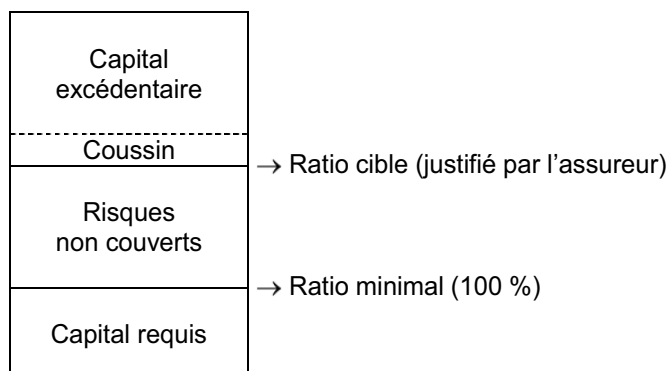 Capital
excédentaire
Coussin
→ Ratio cible (justifié par l’assureur)
Risques
non couverts
→ Ratio minimal (100 %)
Capital requis